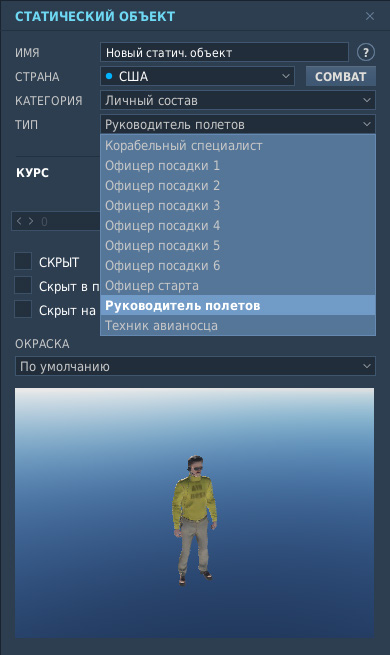 СТАТИЧЕСКИЙ ОБЪЕКТ
ИМЯ Новый статич. объект ?
СТРАНА США COMBAT
КАТЕГОРИЯ Личный состав
ТИП Руководитель полетов
Корабельный специалист
Офицер посадки 1
Офицер посадки 2
КУРС Офицер посадки 3
Офицер посадки 4
0 Офицер посадки 5
СКРЫТ Офицер посадки 6
Скрыт в п Офицер старта
Скрыт на Руководитель полетов
Техник авианосца
ОКРАСКА
По умолчанию